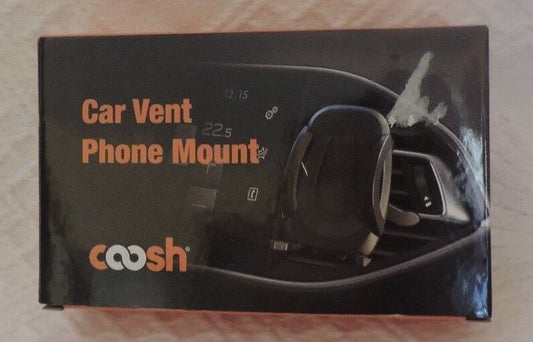 12:15
Car Vent
22.5
Phone Mount
coosh®